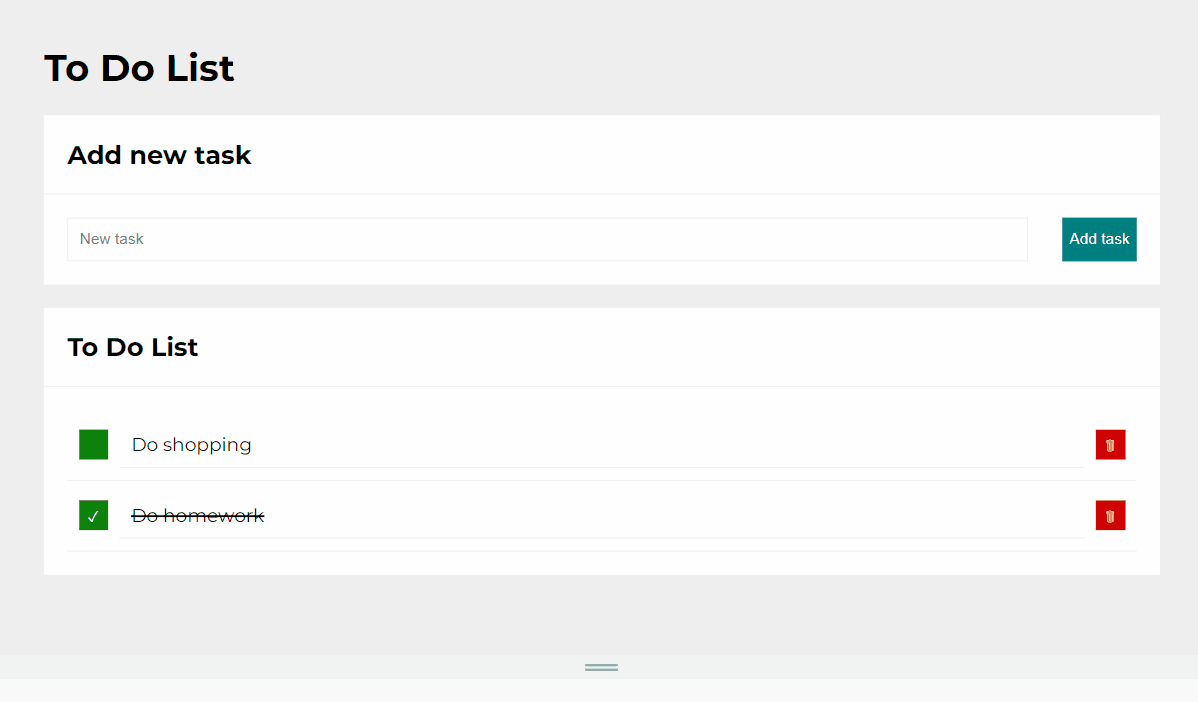 To Do List
Add new task
New task
Add task
To Do List
Do shopping
✓ Do homework